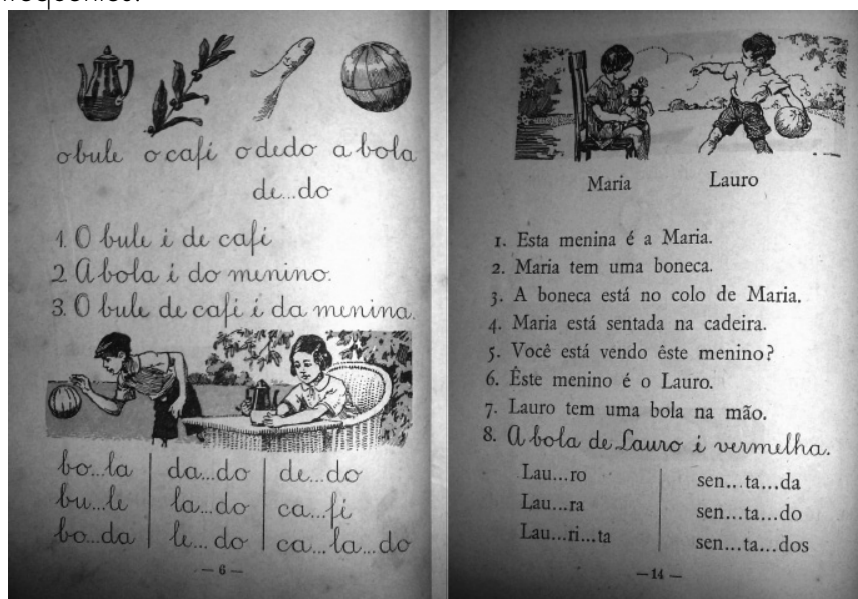 o bule o café o dedo a bola
de...do
1. O bule é de café
2. A bola é do menino.
3. O bule de café é da menina.
bo...la da...do de...do
bu...le la...do ca...fé
bo...da le...do ca...la...do
— 6 —
Maria Lauro
1. Esta menina é a Maria.
2. Maria tem uma boneca.
3. A boneca está no colo de Maria.
4. Maria está sentada na cadeira.
5. Você está vendo êste menino?
6. Êste menino é o Lauro.
7. Lauro tem uma bola na mão.
8. A bola de Lauro é vermelha.
Lau...ro sen...ta...da
Lau...ra sen...ta...do
Lau...ri...ta sen...ta...dos
— 14 —